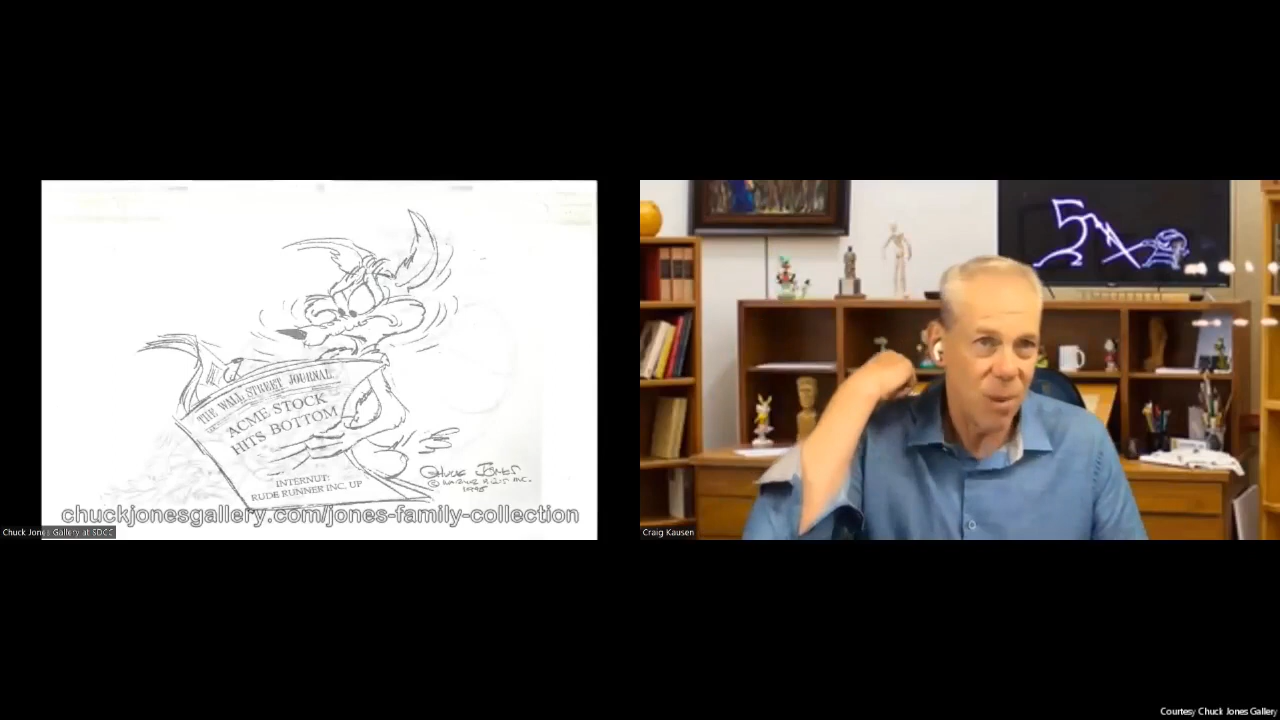 THE WALL STREET JOURNAL
ACME STOCK
HITS BOTTOM
INTERNUT:
RUDE RUNNER INC. UP
CHUCK JONES
1995
chuckjonesgallery.com/jones-family-collection
Chuck Jones Gallery at SDCC
Craig Kausen
Courtesy Chuck Jones Gallery